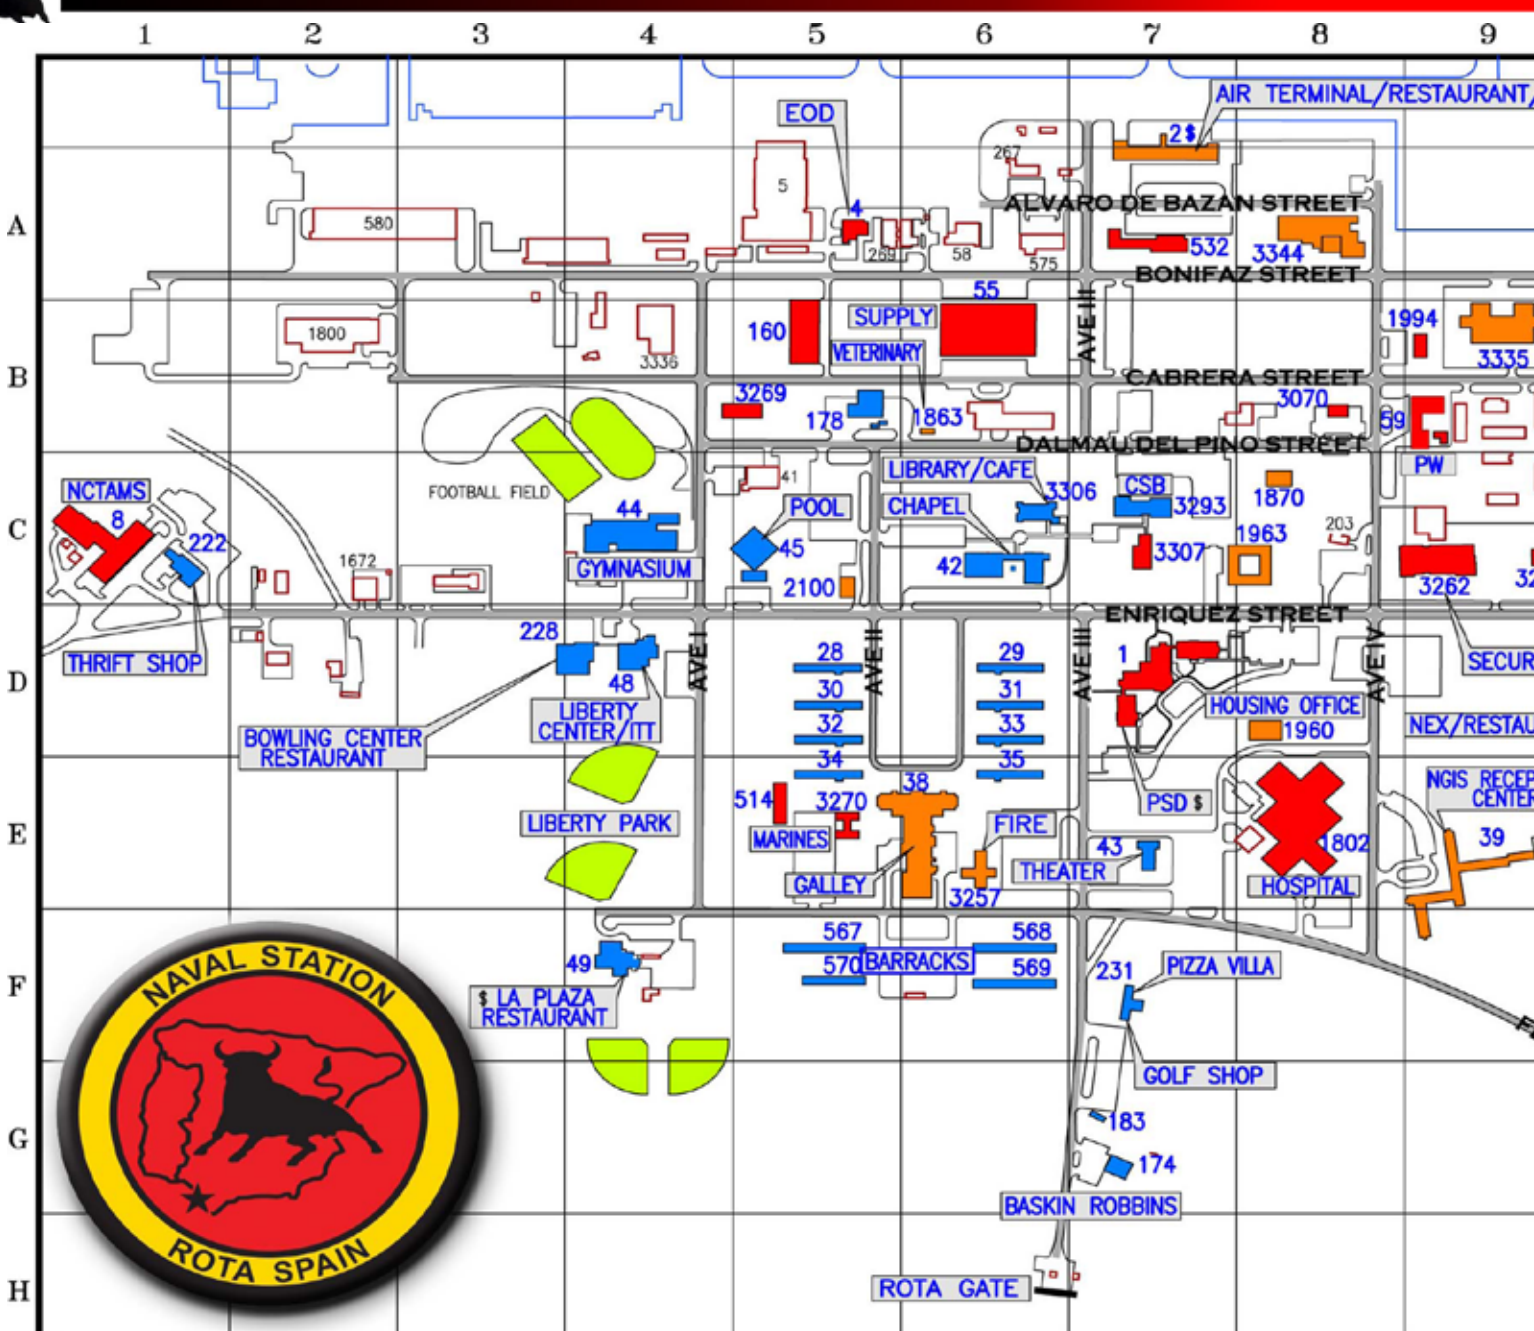 1 2 3 4 5 6 7 8 9
AIR TERMINAL/RESTAURANT/
EOD
2$
267
5
A
ALVARO DE BAZAN STREET
4
580
269
58
575
532
3344
BONIFAZ STREET
55
160
SUPPLY
AVE III
1994
1800
3336
VETERINARY
3335
B
CABRERA STREET
3269
178
1863
3070
59
DALMAU DEL PINO STREET
PW
NCTAMS
FOOTBALL FIELD
41
LIBRARY/CAFE
3306
CSB
3293
1870
8
44
POOL
CHAPEL
C
222
45
42
3307
1963
203
1672
GYMNASIUM
2100
3262
32
ENRIQUEZ STREET
THRIFT SHOP
228
48
AVE I
AVE II
AVE III
AVE IV
28
29
1
SECUR
D
30
31
HOUSING OFFICE
1960
LIBERTY
CENTER/ITT
32
33
NEX/RESTAU
BOWLING CENTER
RESTAURANT
34
35
38
514
3270
PSD $
NGIS RECEP
CENTER
LIBERTY PARK
MARINES
FIRE
43
1802
39
E
GALLEY
THEATER
HOSPITAL
3257
567
568
BARRACKS
570
569
49
231
PIZZA VILLA
F
$ LA PLAZA
RESTAURANT
NAVAL STATION
GOLF SHOP
G
183
174
BASKIN ROBBINS
ROTA SPAIN
H
ROTA GATE